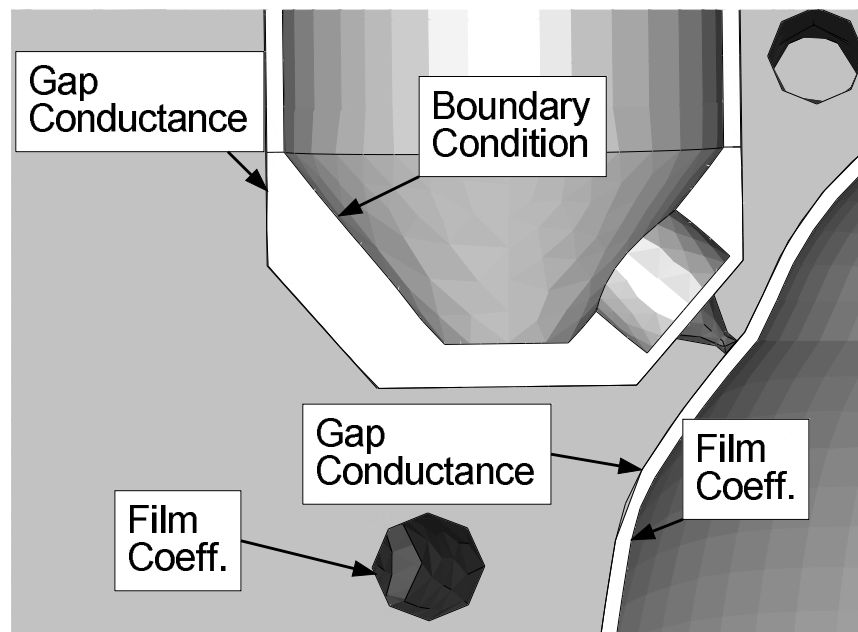 Gap
Conductance
Boundary
Condition
Gap
Conductance
Film
Coeff.
Film
Coeff.